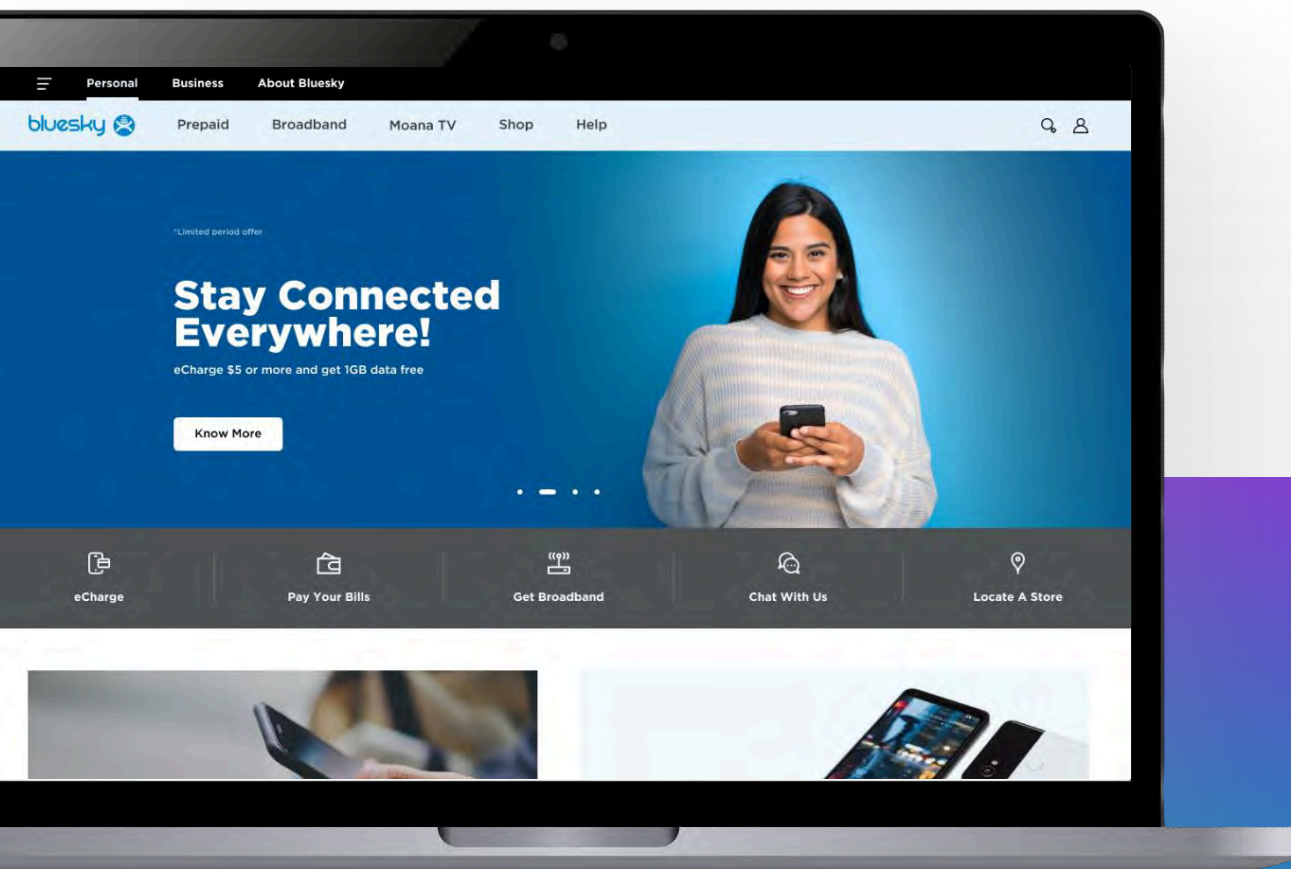 Personal Business About Bluesky
bluesky Prepaid Broadband Moana TV Shop Help
*Limited period offer
Stay Connected
Everywhere!
eCharge $5 or more and get 1GB data free
Know More
eCharge Pay Your Bills Get Broadband Chat With Us Locate A Store